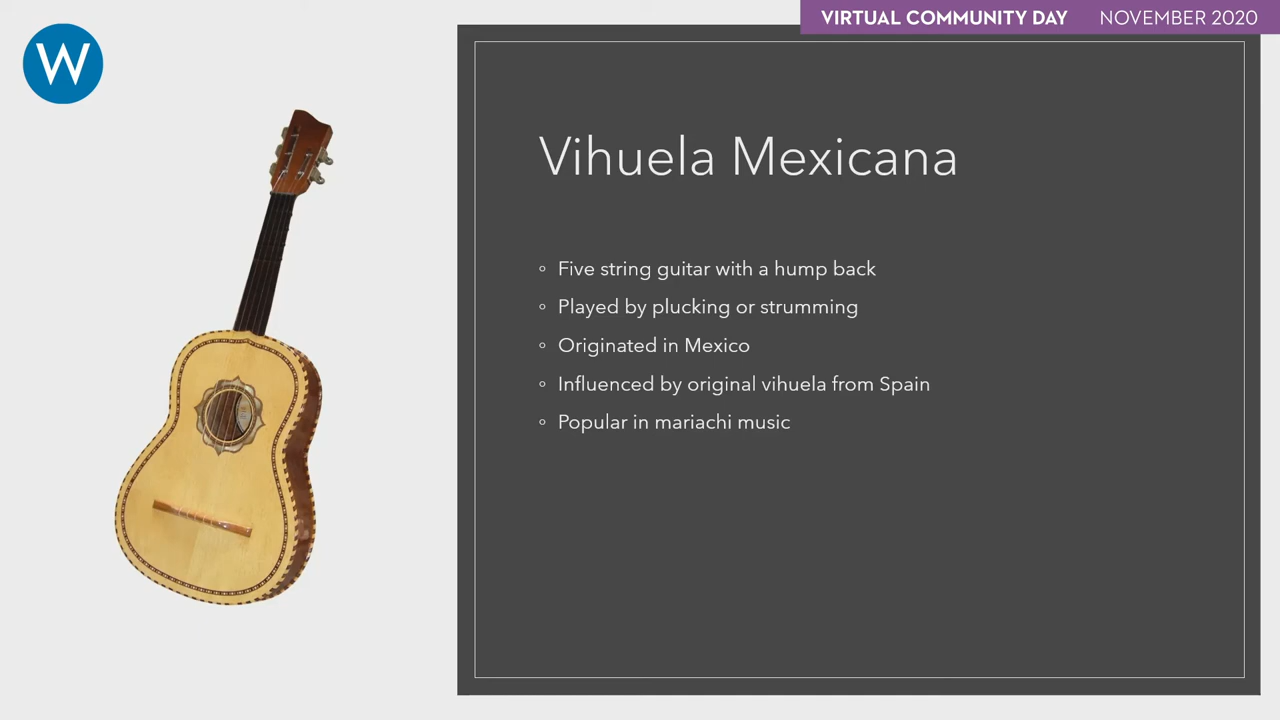 VIRTUAL COMMUNITY DAY NOVEMBER 2020
W
Vihuela Mexicana
Five string guitar with a hump back
Played by plucking or strumming
Originated in Mexico
Influenced by original vihuela from Spain
Popular in mariachi music